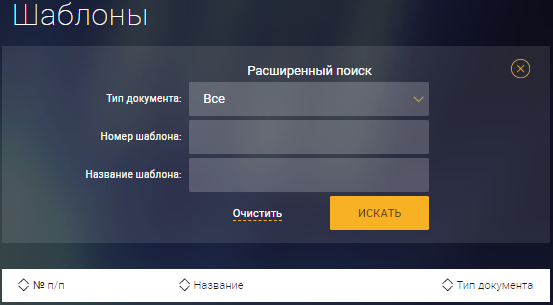 Шаблоны
Расширенный поиск
Тип документа: Все
Номер шаблона:
Название шаблона:
Очистить ИСКАТЬ
№ п/п Название Тип документа